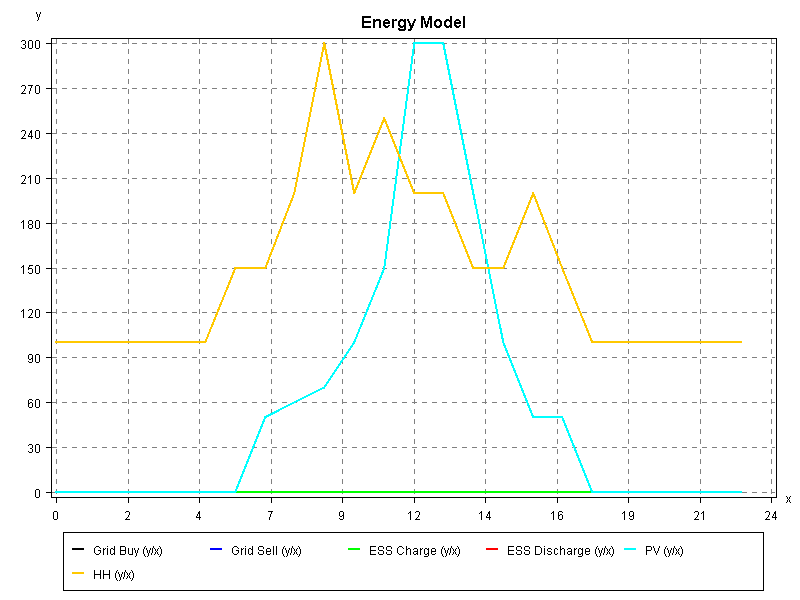 y
Energy Model
300
270
240
210
180
150
120
90
60
30
0
0 2 4 7 9 12 14 16 19 21 24
x
Grid Buy (y/x) Grid Sell (y/x) ESS Charge (y/x) ESS Discharge (y/x) PV (y/x)
HH (y/x)